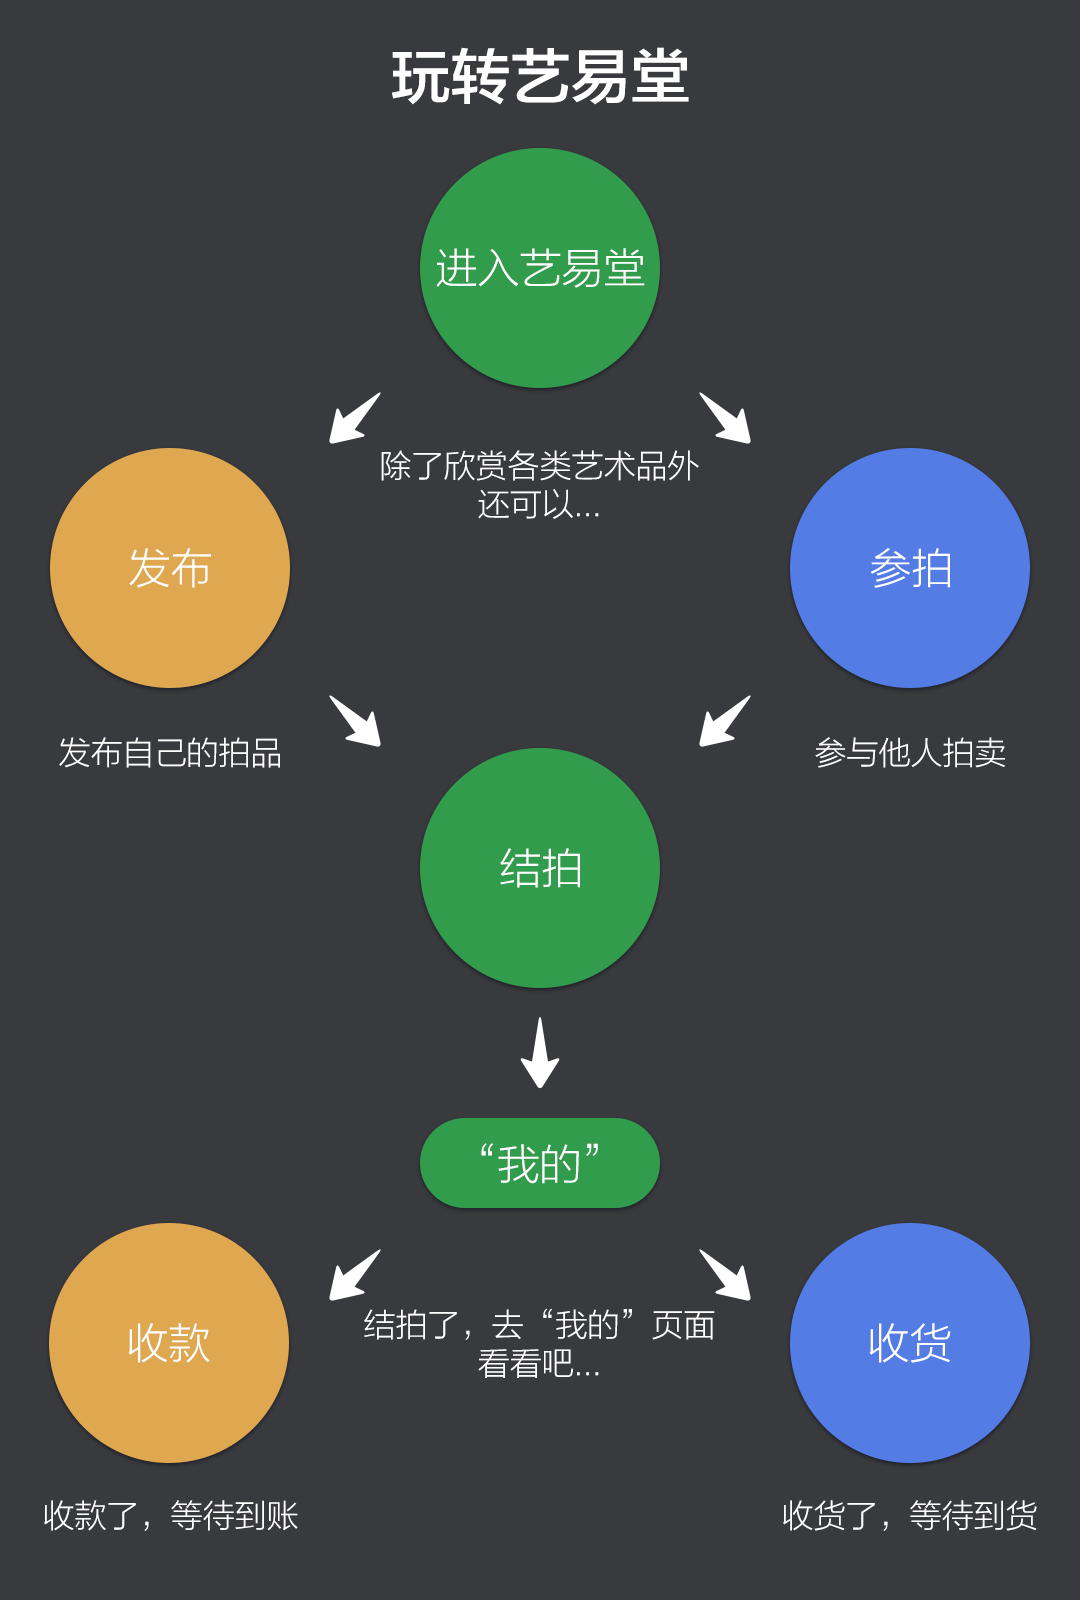 玩转艺易堂
进入艺易堂
除了欣赏各类艺术品外
还可以...
发布
参拍
发布自己的拍品
参与他人拍卖
结拍
“我的”
收款
结拍了，去“我的”页面
看看吧...
收货
收款了，等待到账
收货了，等待到货